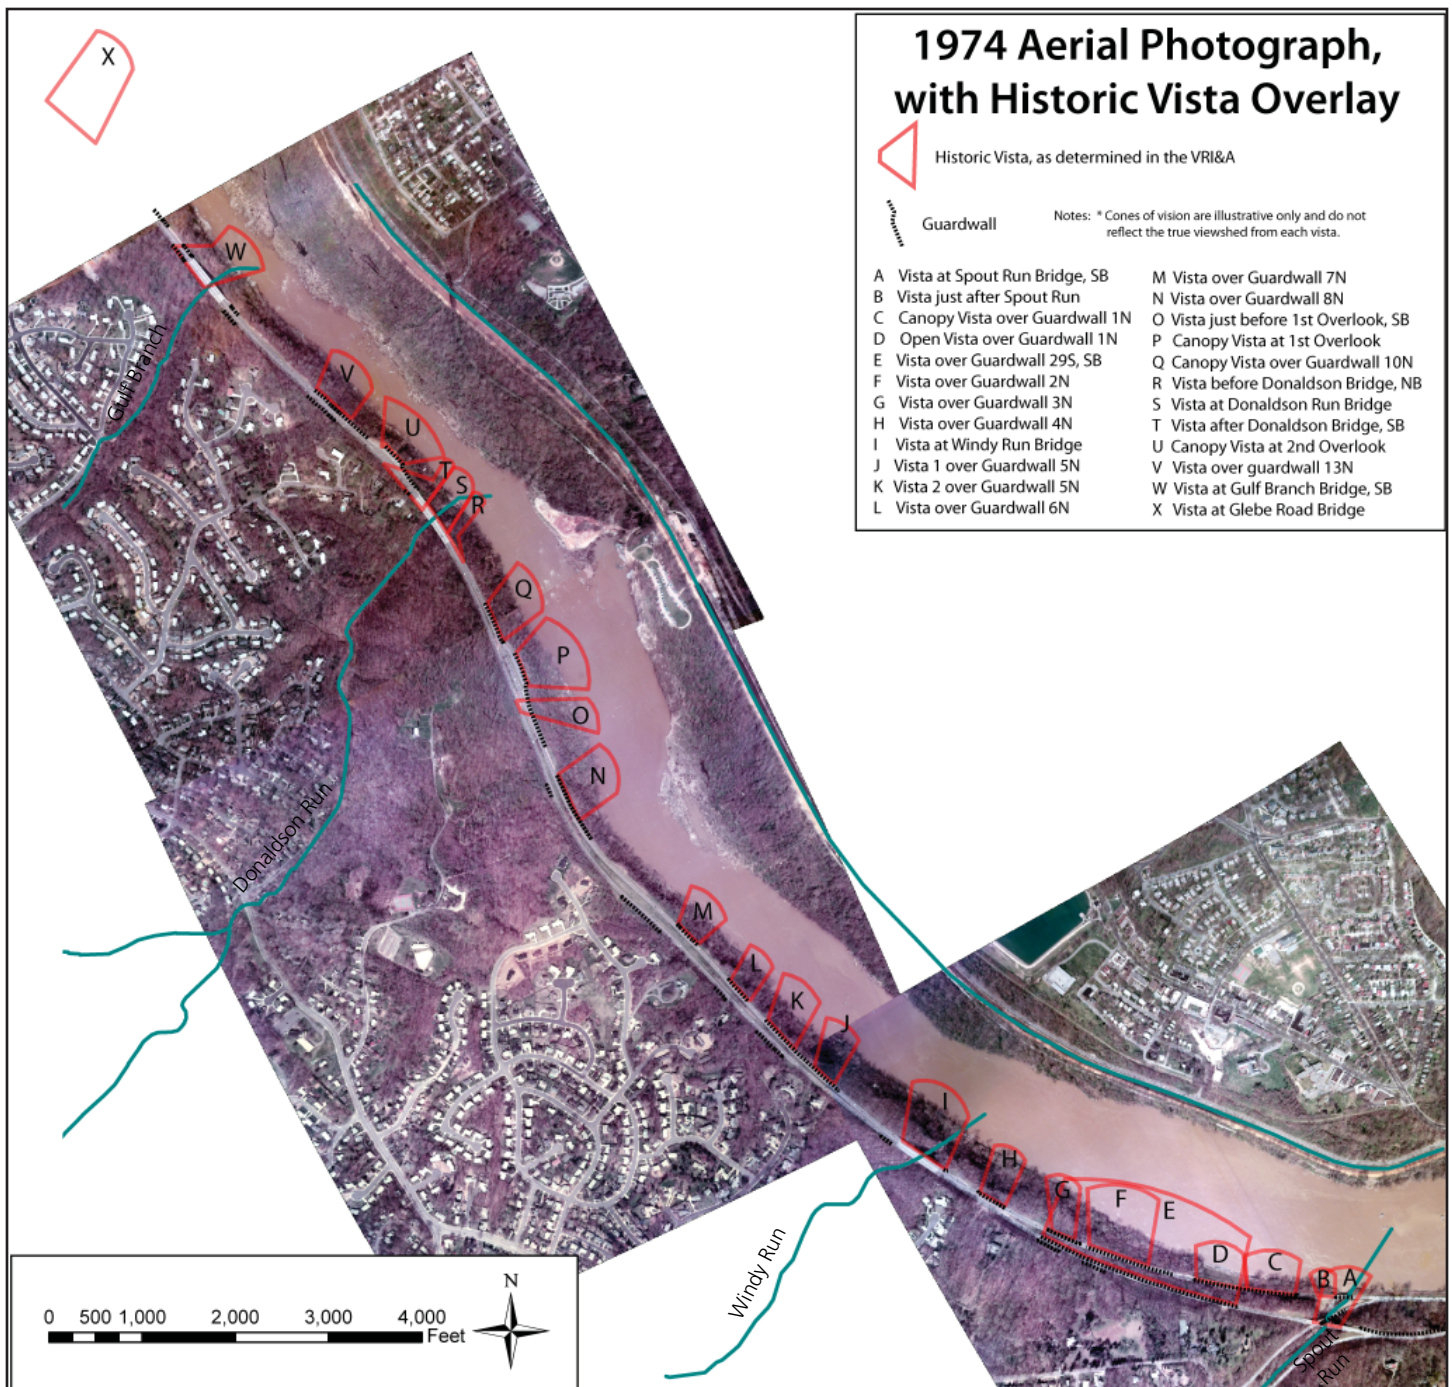 1974 Aerial Photograph,
with Historic Vista Overlay
Historic Vista, as determined in the VRI&A
Guardwall
Notes: * Cones of vision are illustrative only and do not
reflect the true viewshed from each vista.
A Vista at Spout Run Bridge, SB
B Vista just after Spout Run
C Canopy Vista over Guardwall 1N
D Open Vista over Guardwall 1N
E Vista over Guardwall 29S, SB
F Vista over Guardwall 2N
G Vista over Guardwall 3N
H Vista over Guardwall 4N
I Vista at Windy Run Bridge
J Vista 1 over Guardwall 5N
K Vista 2 over Guardwall 5N
L Vista over Guardwall 6N
M Vista over Guardwall 7N
N Vista over Guardwall 8N
O Vista just before 1st Overlook, SB
P Canopy Vista at 1st Overlook
Q Canopy Vista over Guardwall 10N
R Vista before Donaldson Bridge, NB
S Vista at Donaldson Run Bridge
T Vista after Donaldson Bridge, SB
U Canopy Vista at 2nd Overlook
V Vista over guardwall 13N
W Vista at Gulf Branch Bridge, SB
X Vista at Glebe Road Bridge
X
W
Gulf Branch
V
U
T
S
R
Q
P
O
N
Donaldson Run
M
L
K
J
I
H
G
F
E
D
C
B
A
Windy Run
Spout
Run
N
0 500 1,000 2,000 3,000 4,000
Feet